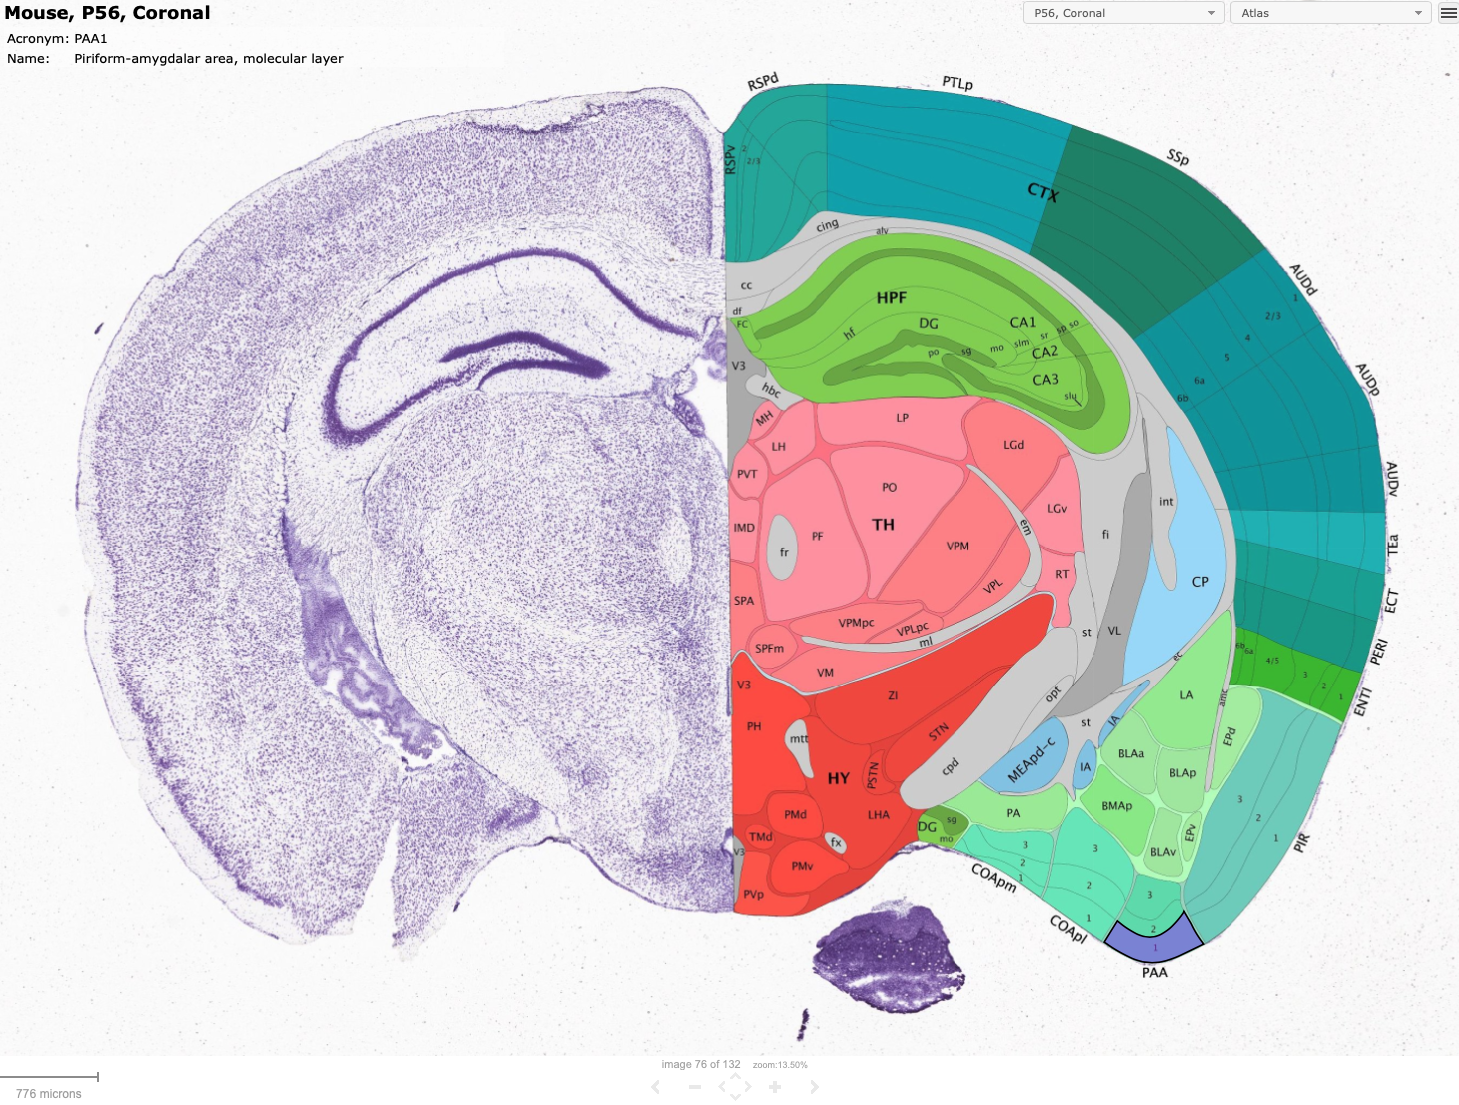 Mouse, P56, Coronal
P56, Coronal
Atlas
Acronym: PAA1
Name: Piriform-amygdalar area, molecular layer
RSPd
PTLp
SSp
AUDd
AUDp
AUDv
TEa
ECT
PERI
ENTl
PIR
PAA
COApl
COApm
RSPv
2
2/3
CTX
1
2/3
4
5
6a
6b
cing
alv
cc
df
FC
HPF
hf
DG
CA1
CA2
CA3
po
sg
mo
slm
sr
sp
so
slu
V3
hbc
MH
LH
LP
LGd
PVT
PO
TH
IMD
fr
PF
VPM
em
LGv
fi
int
CP
RT
VPL
SPA
VPMpc
VPLpc
ml
st
VL
SPFm
VM
ec
6b
6a
4/5
3
2
1
V3
ZI
opt
LA
amc
PH
mtt
STN
st
IA
EPd
HY
PSTN
cpd
MEApd-c
IA
BLAa
BLAp
PMd
LHA
PA
BMAp
DG
sg
mo
TMd
fx
V3
PMv
PVp
BLAv
EPv
3
2
1
3
2
1
3
2
1
3
2
1
image 76 of 132
zoom:13.50%
776 microns